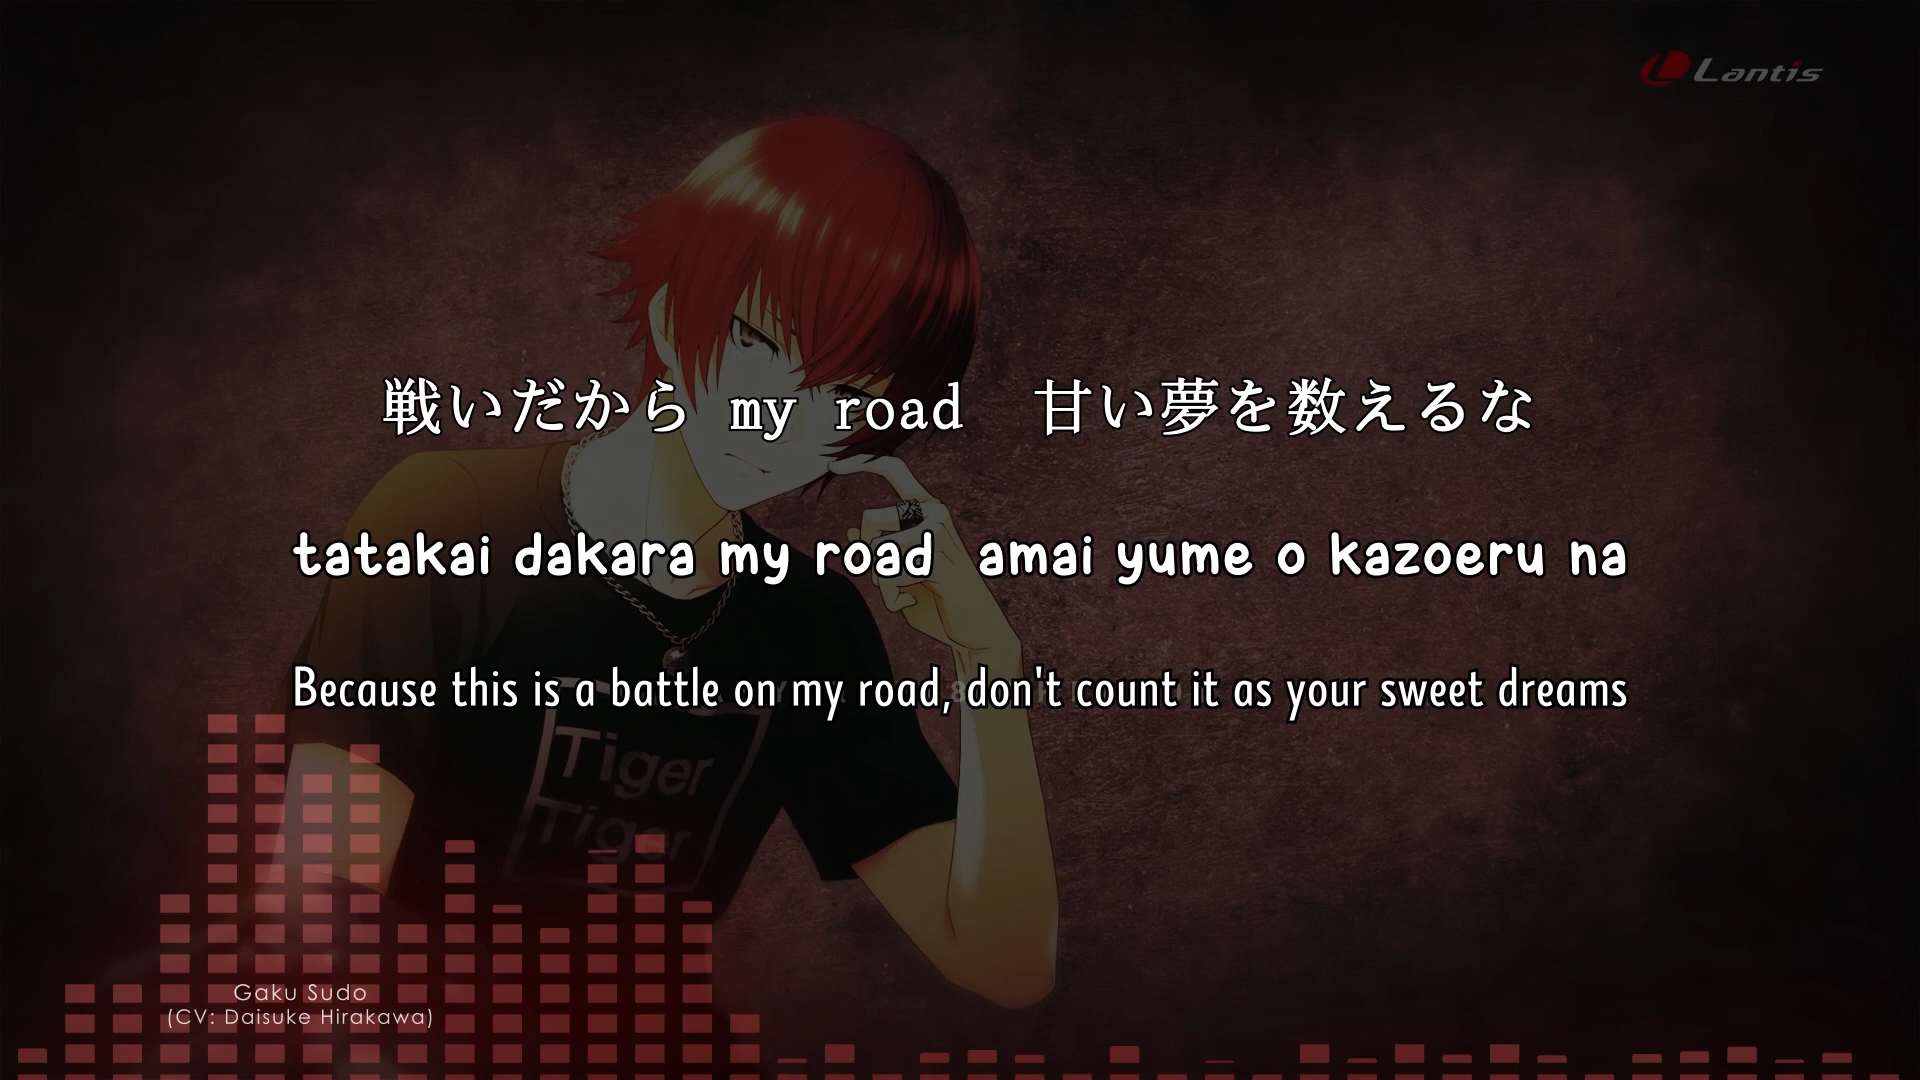 Lantis
戦いだから my road　甘い夢を数えるな
tatakai dakara my road amai yume o kazoeru na
Because this is a battle on my road, don't count it as your sweet dreams
Tiger
Tiger
Gaku Sudo
(CV: Daisuke Hirakawa)